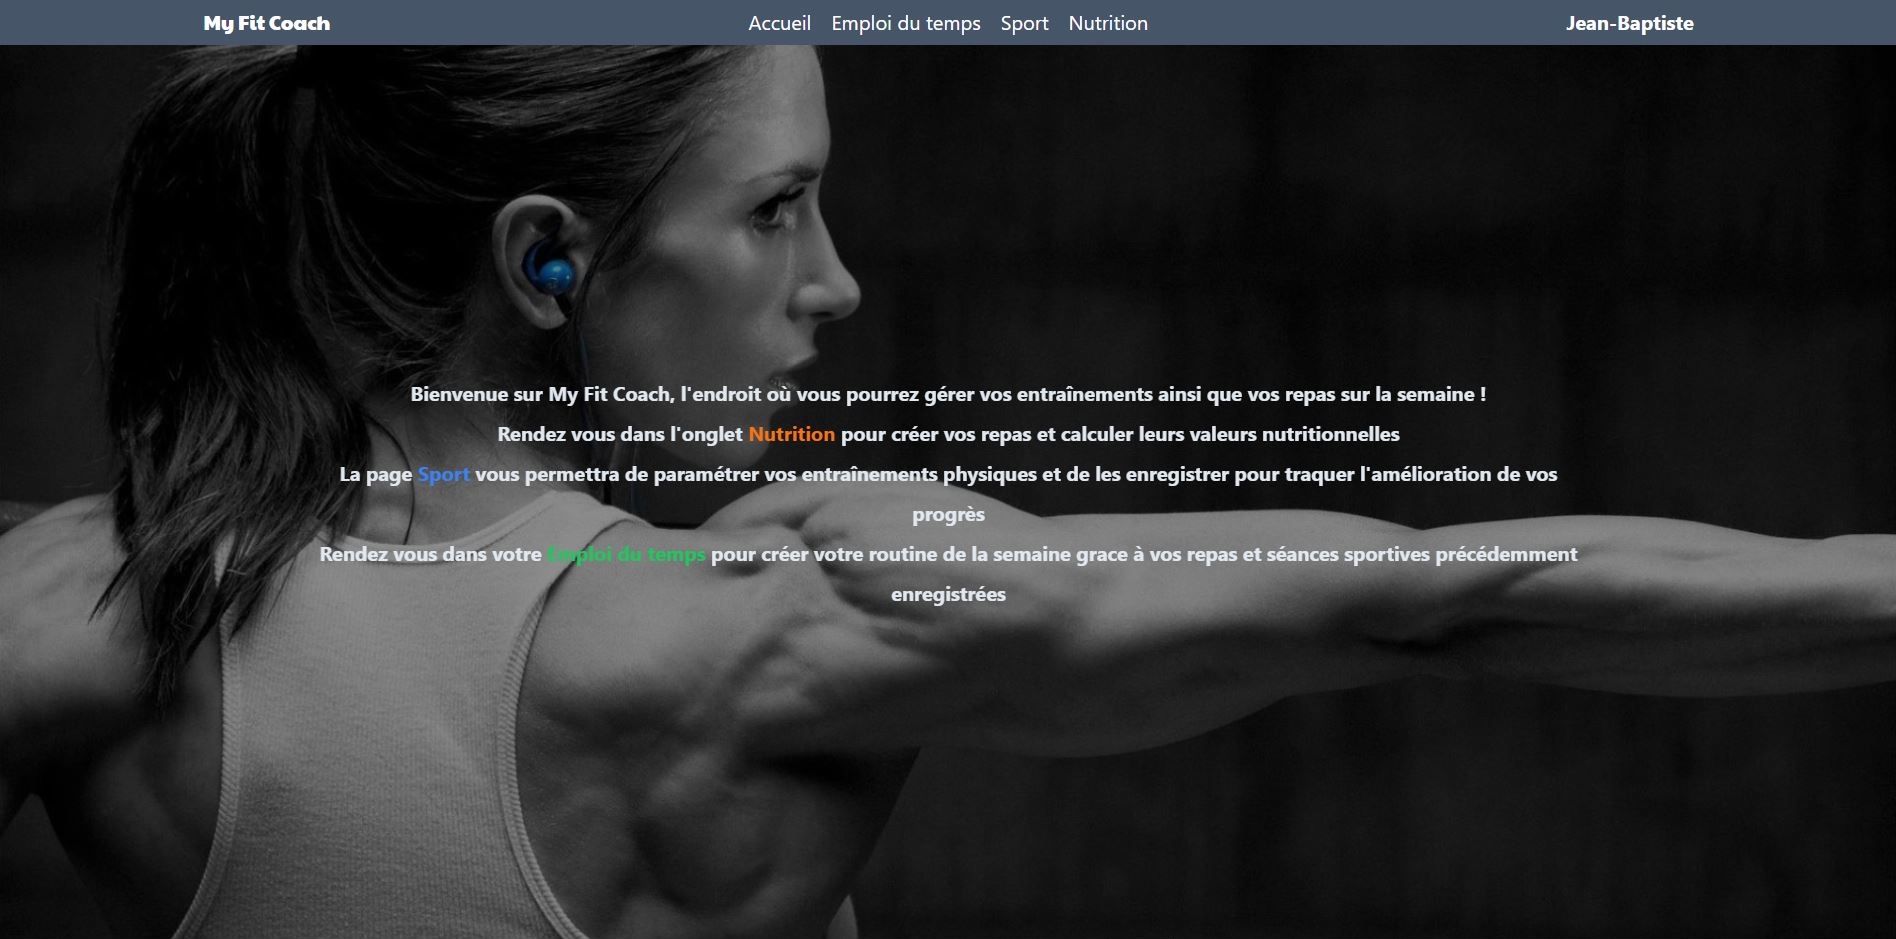 My Fit Coach
Accueil Emploi du temps Sport Nutrition
Jean-Baptiste
Bienvenue sur My Fit Coach, l'endroit où vous pourrez gérer vos entraînements ainsi que vos repas sur la semaine !
Rendez vous dans l'onglet Nutrition pour créer vos repas et calculer leurs valeurs nutritionnelles
La page Sport vous permettra de paramétrer vos entraînements physiques et de les enregistrer pour traquer l'amélioration de vos
progrès
Rendez vous dans votre Emploi du temps pour créer votre routine de la semaine grace à vos repas et séances sportives précédemment
enregistrées